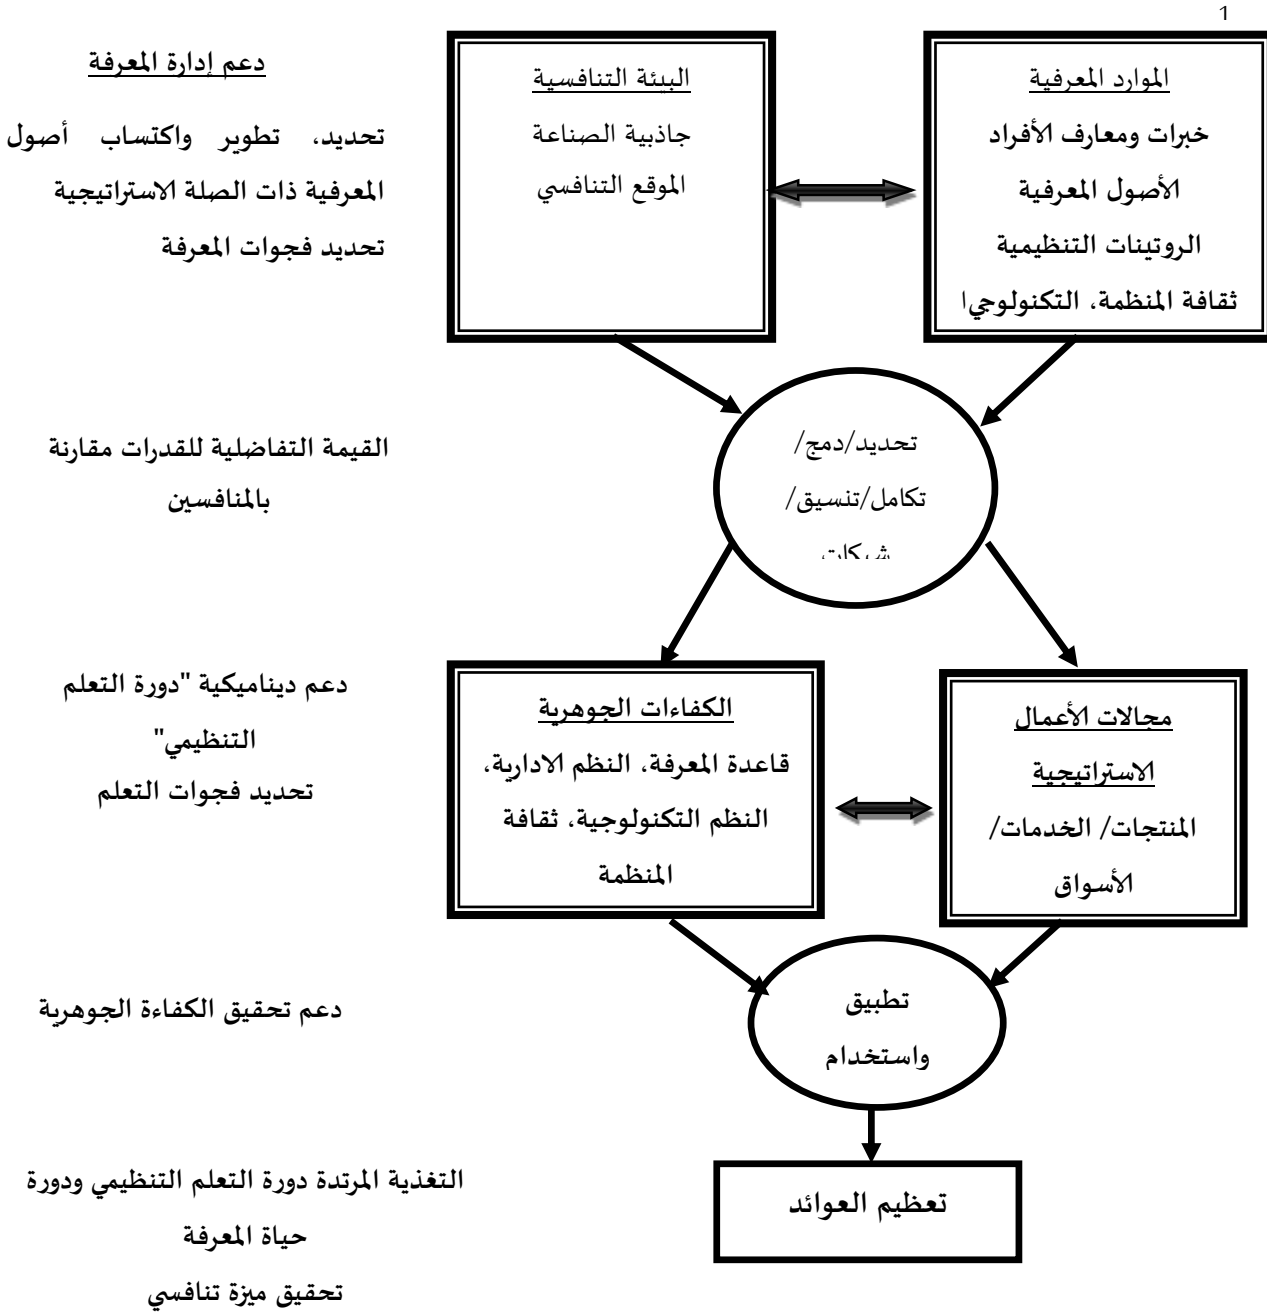 1
الموارد المعرفية
خبرات ومعارف الأفراد
الأصول المعرفية
الروتينات التنظيمية
ثقافة المنظمة، التكنولوجيا
البيئة التنافسية
جاذبية الصناعة
الموقع التنافسي
دعم إدارة المعرفة
تحديد، تطوير واكتساب أصول
المعرفية ذات الصلة الاستراتيجية
تحديد فجوات المعرفة
تحديد/دمج/
تكامل/تنسيق/
شبكات
القيمة التفاضلية للقدرات مقارنة
بالمنافسين
مجالات الأعمال
الاستراتيجية
المنتجات/ الخدمات/
الأسواق
الكفاءات الجوهرية
قاعدة المعرفة، النظم الادارية،
النظم التكنولوجية، ثقافة
المنظمة
دعم ديناميكية "دورة التعلم
التنظيمي"
تحديد فجوات التعلم
تطبيق
واستخدام
دعم تحقيق الكفاءة الجوهرية
تعظيم العوائد
التغذية المرتدة دورة التعلم التنظيمي ودورة
حياة المعرفة
تحقيق ميزة تنافسي